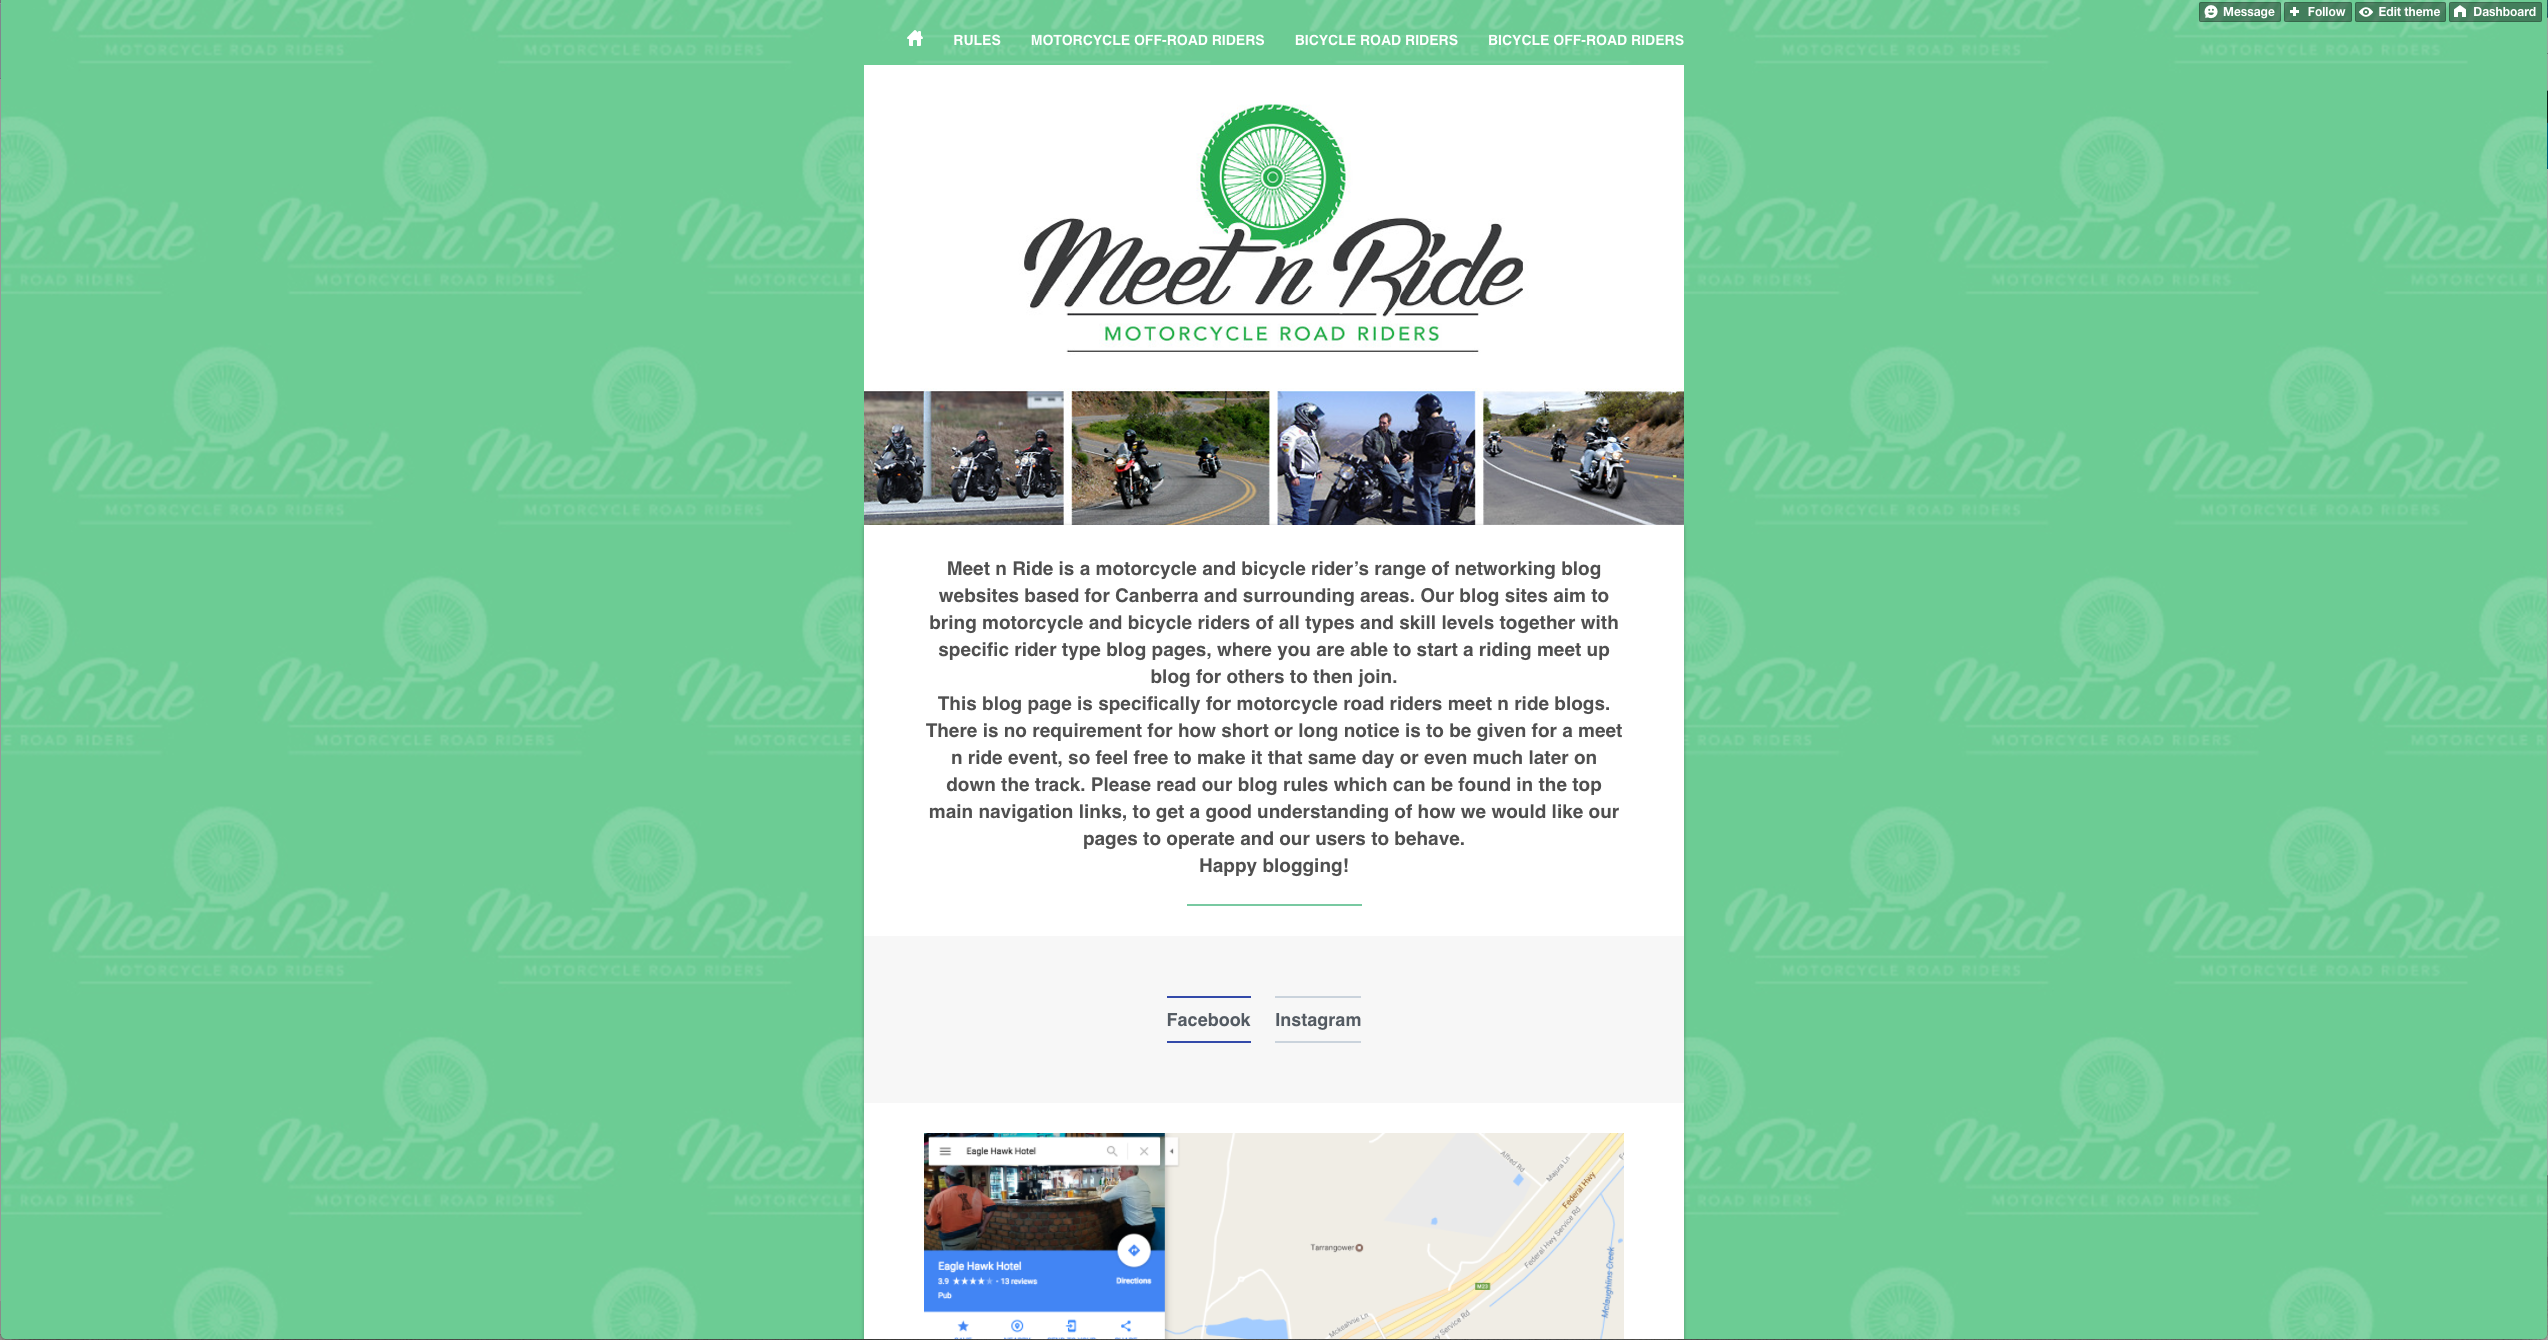 Message Follow Edit theme Dashboard
RULES MOTORCYCLE OFF-ROAD RIDERS BICYCLE ROAD RIDERS BICYCLE OFF-ROAD RIDERS
Meet n Ride
MOTORCYCLE ROAD RIDERS
Meet n Ride is a motorcycle and bicycle rider’s range of networking blog
websites based for Canberra and surrounding areas. Our blog sites aim to
bring motorcycle and bicycle riders of all types and skill levels together with
specific rider type blog pages, where you are able to start a riding meet up
blog for others to then join.
This blog page is specifically for motorcycle road riders meet n ride blogs.
There is no requirement for how short or long notice is to be given for a meet
n ride event, so feel free to make it that same day or even much later on
down the track. Please read our blog rules which can be found in the top
main navigation links, to get a good understanding of how we would like our
pages to operate and our users to behave.
Happy blogging!
Facebook Instagram
Eagle Hawk Hotel
Eagle Hawk Hotel
3.9 ★★★★★ - 13 reviews
Pub
Directions
Alfred Rd
Majura Ln
Federal Hwy
Federal Hwy Service Rd
Tarrangower
M23
Mclaughlins Creek
Mckeahnie Ln